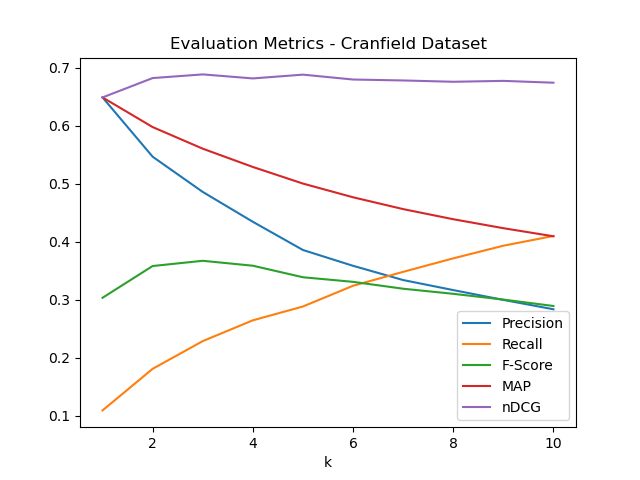 Evaluation Metrics - Cranfield Dataset
0.7
0.6
0.5
0.4
0.3
0.2
0.1
Precision
Recall
F-Score
MAP
nDCG
2 4 6 8 10
k